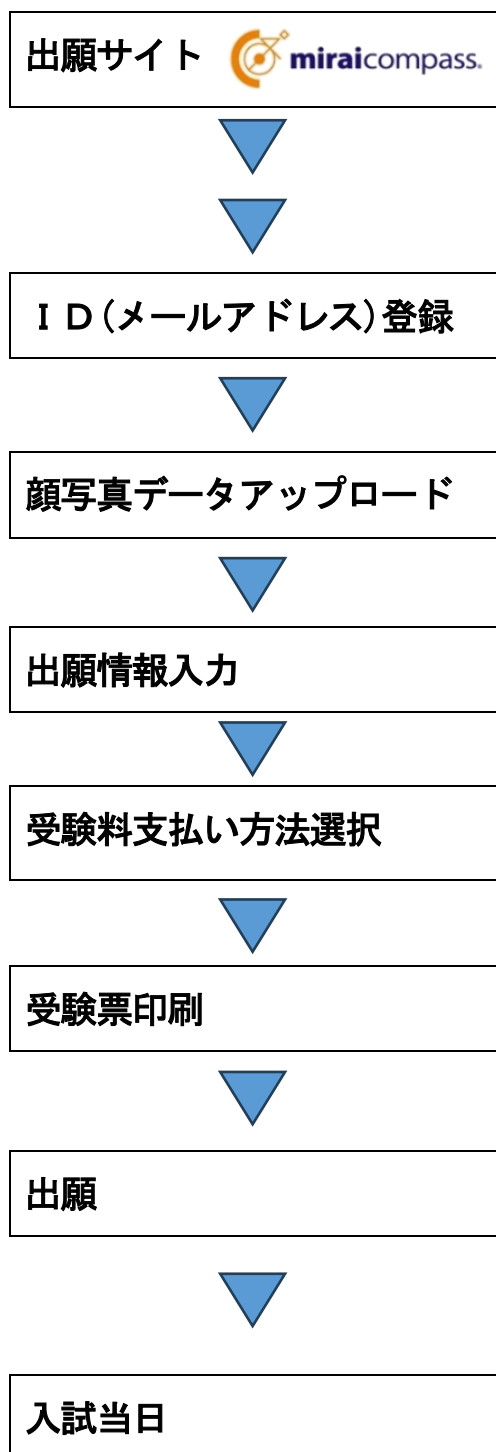 出願サイト miraicompass.
ＩＤ（メールアドレス）登録
顔写真データアップロード
出願情報入力
受験料支払い方法選択
受験票印刷
出願
入試当日